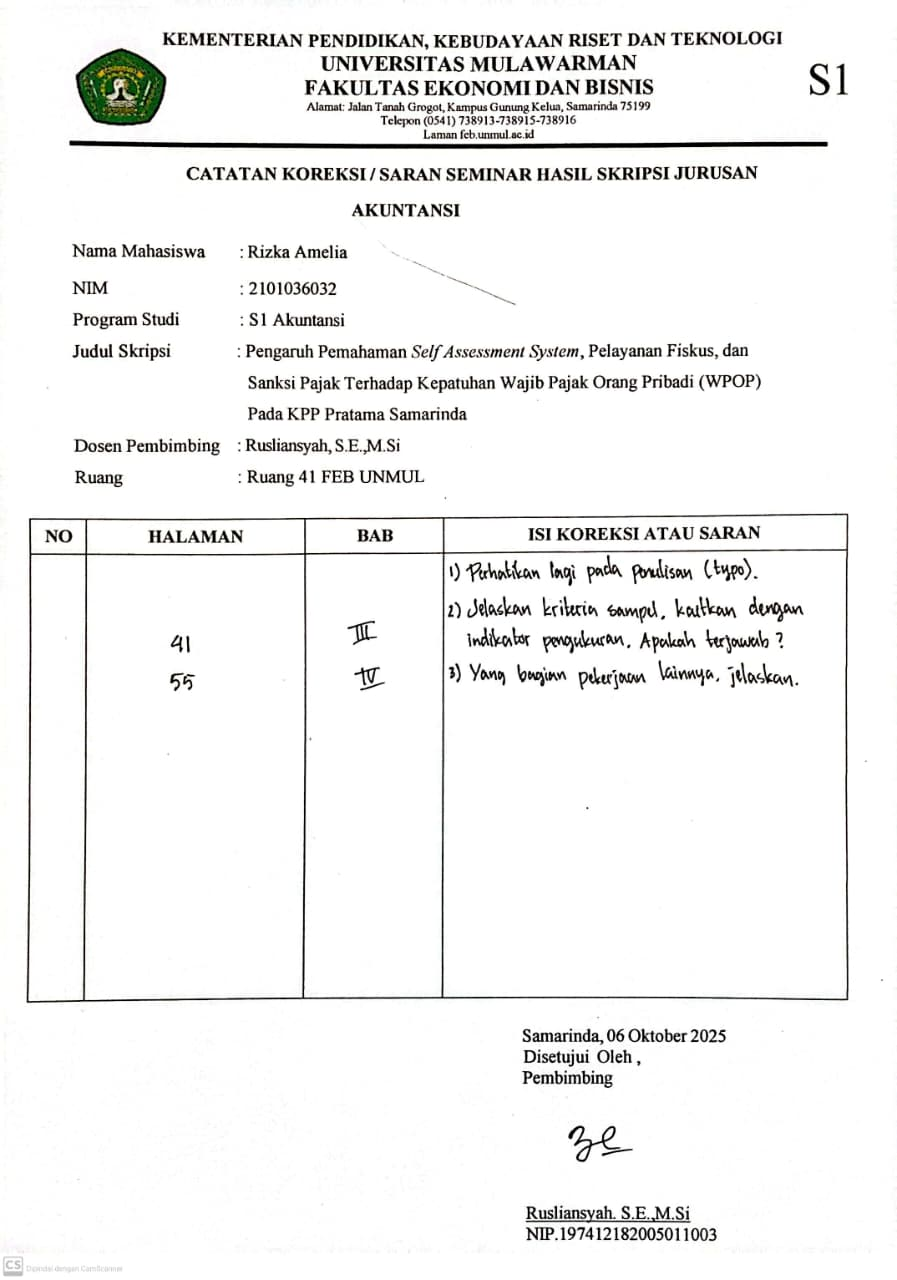 KEMENTERIAN PENDIDIKAN, KEBUDAYAAN RISET DAN TEKNOLOGI
UNIVERSITAS MULAWARMAN
FAKULTAS EKONOMI DAN BISNIS
Alamat: Jalan Tanah Grogot, Kampus Gunung Kelua, Samarinda 75199
Telepon (0541) 738913-738915-738916
Laman feb.unmul.ac.id
S1
CATATAN KOREKSI / SARAN SEMINAR HASIL SKRIPSI JURUSAN
AKUNTANSI
Nama Mahasiswa : Rizka Amelia
NIM : 2101036032
Program Studi : S1 Akuntansi
Judul Skripsi : Pengaruh Pemahaman Self Assessment System, Pelayanan Fiskus, dan
Sanksi Pajak Terhadap Kepatuhan Wajib Pajak Orang Pribadi (WPOP)
Pada KPP Pratama Samarinda
Dosen Pembimbing : Rusliansyah, S.E.,M.Si
Ruang : Ruang 41 FEB UNMUL
NO HALAMAN BAB ISI KOREKSI ATAU SARAN
1) Perhatikan lagi pada penulisan (typo).
2) Jelaskan kriteria sampel, kaitkan dengan
41 III indikator pengukuran. Apakah terjawab ?
55 IV 3) Yang bagian pekerjaan lainnya, jelaskan.
Samarinda, 06 Oktober 2025
Disetujui Oleh ,
Pembimbing
Rusliansyah. S.E.,M.Si
NIP.197412182005011003
CS Dipindai dengan CamScanner